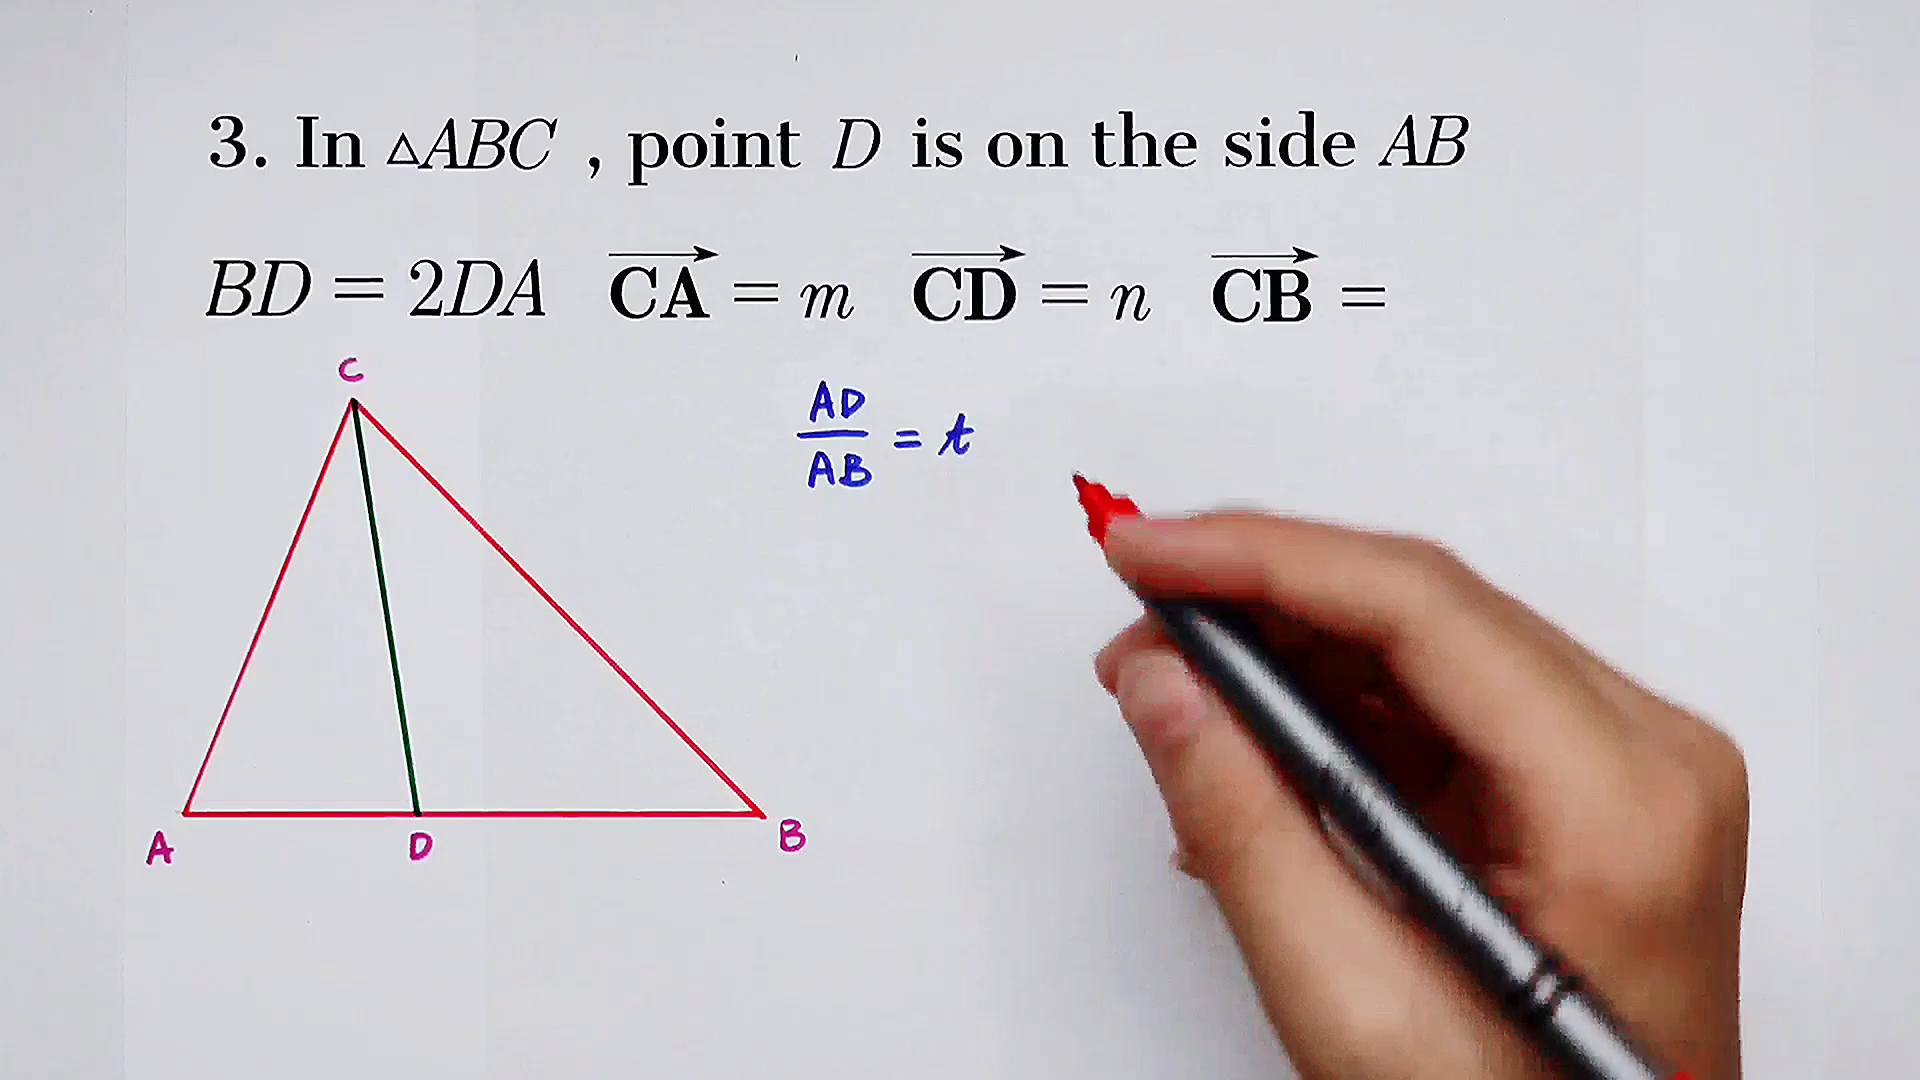 3. In △ABC , point D is on the side AB
BD = 2DA CA = m CD = n CB =
C
AD
AB = t
A D B